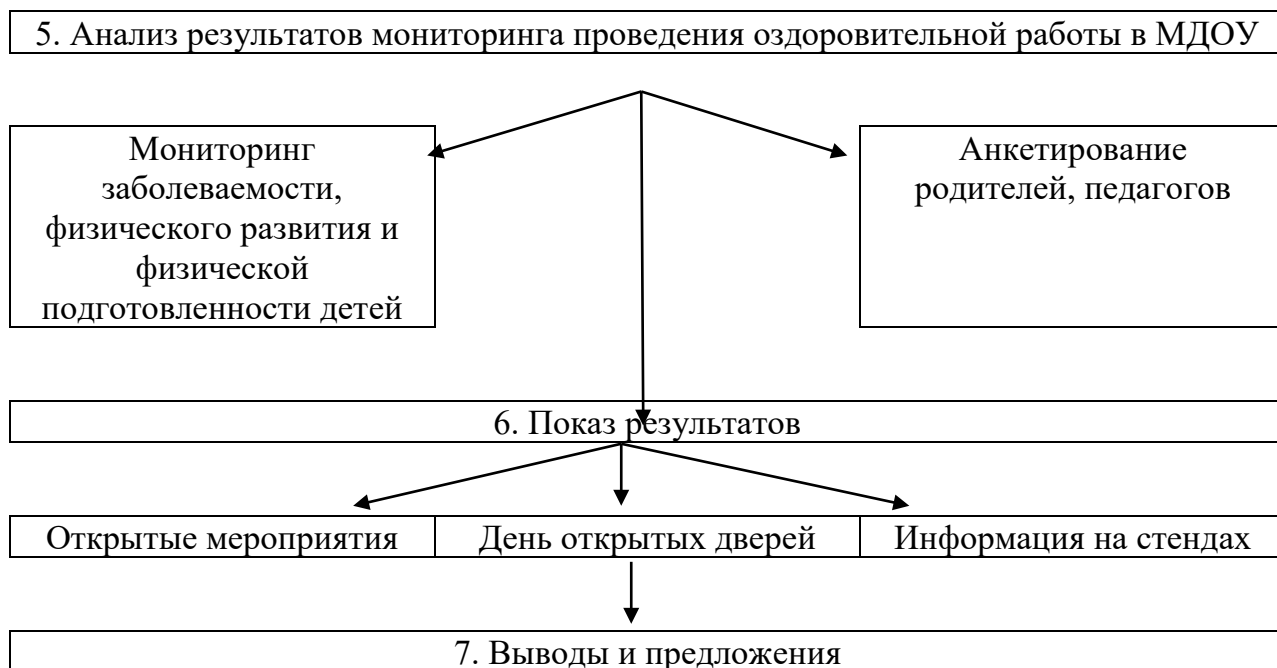 5. Анализ результатов мониторинга проведения оздоровительной работы в МДОУ
Мониторинг
заболеваемости,
физического развития и
физической
подготовленности детей
Анкетирование
родителей, педагогов
6. Показ результатов
Открытые мероприятия
День открытых дверей
Информация на стендах
7. Выводы и предложения